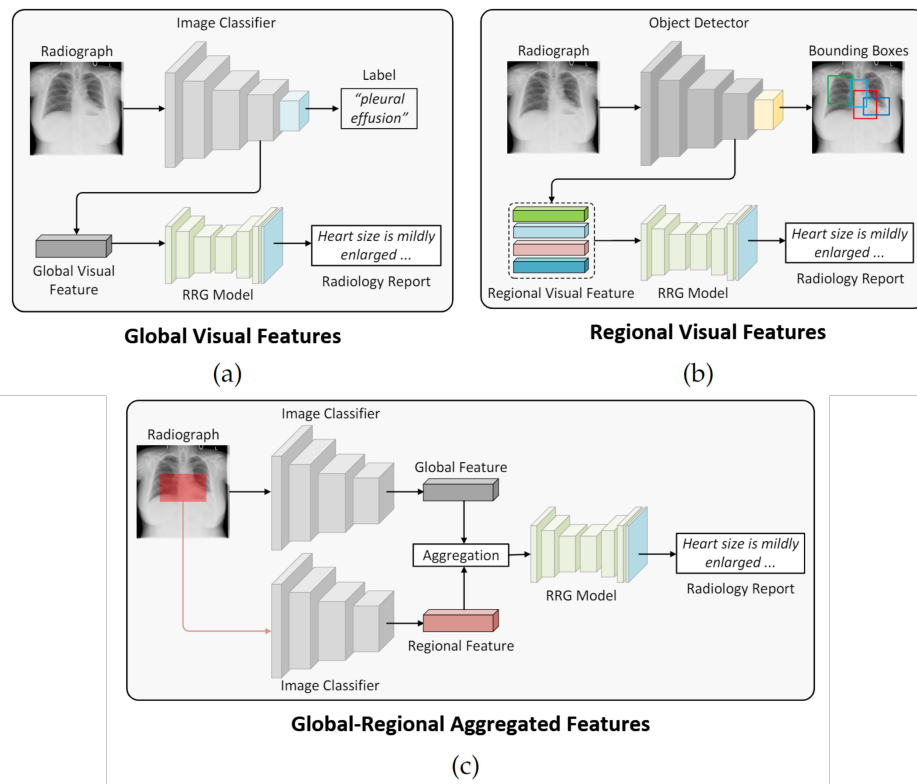 Image Classifier
Radiograph
Label
"pleural
effusion"
Global Visual
Feature
RRG Model
Heart size is mildly
enlarged ...
Radiology Report
Global Visual Features
(a)
Object Detector
Radiograph
Bounding Boxes
Regional Visual Feature
RRG Model
Heart size is mildly
enlarged ...
Radiology Report
Regional Visual Features
(b)
Image Classifier
Radiograph
Global Feature
Aggregation
RRG Model
Heart size is mildly
enlarged ...
Radiology Report
Regional Feature
Image Classifier
Global-Regional Aggregated Features
(c)